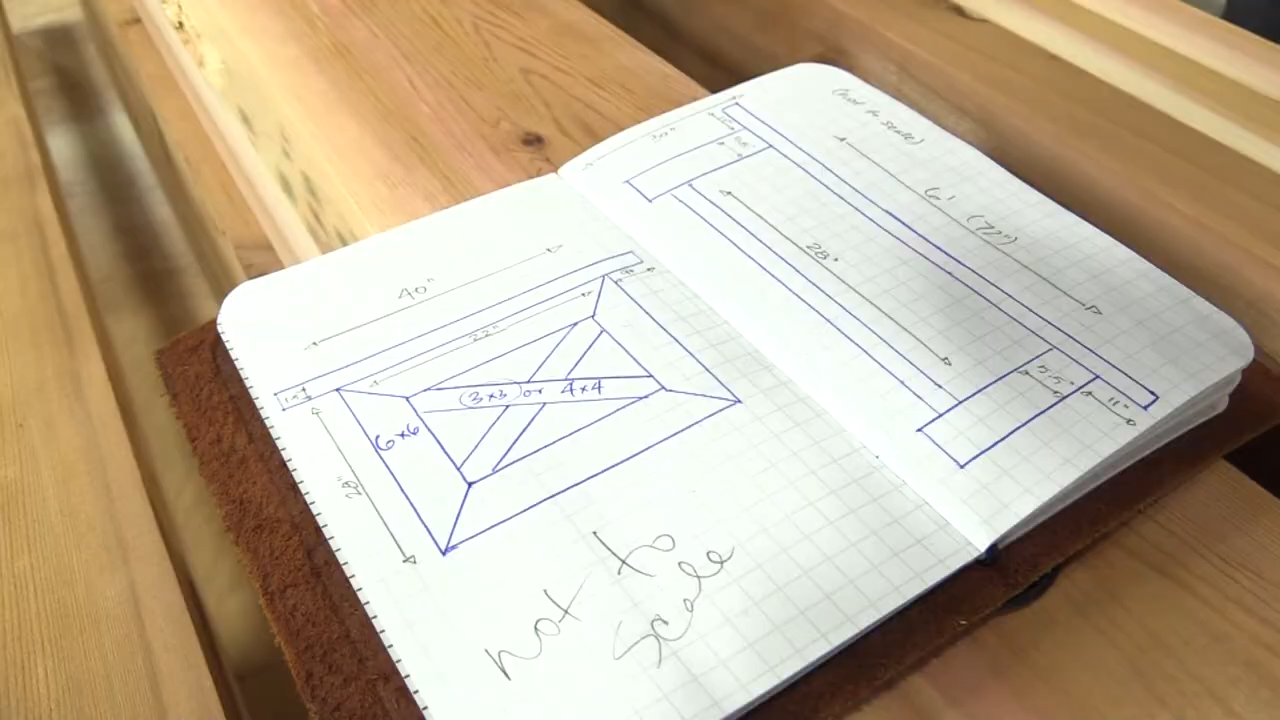 40"
22"
(3x3) or 4x4
6x6
28"
not to
scale
(not to scale)
6' (72")
28"
5.5"
11"